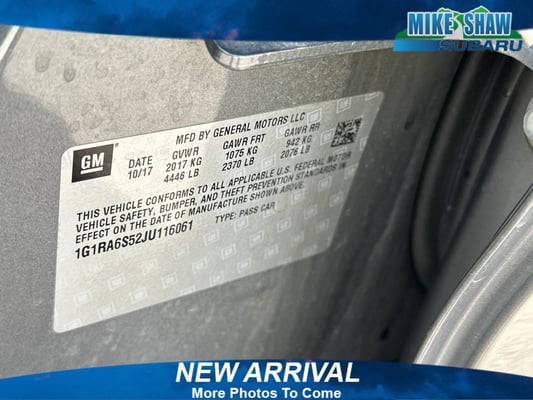 MIKE SHAW
SUBARU
MFD BY GENERAL MOTORS LLC
GM
DATE GVWR GAWR FRT GAWR RR
10/17 2017 KG 1075 KG 942 KG
4446 LB 2370 LB 2076 LB
THIS VEHICLE CONFORMS TO ALL APPLICABLE U.S. FEDERAL MOTOR
VEHICLE SAFETY, BUMPER, AND THEFT PREVENTION STANDARDS IN
EFFECT ON THE DATE OF MANUFACTURE SHOWN ABOVE.
1G1RA6S52JU116061 TYPE: PASS CAR
NEW ARRIVAL
More Photos To Come